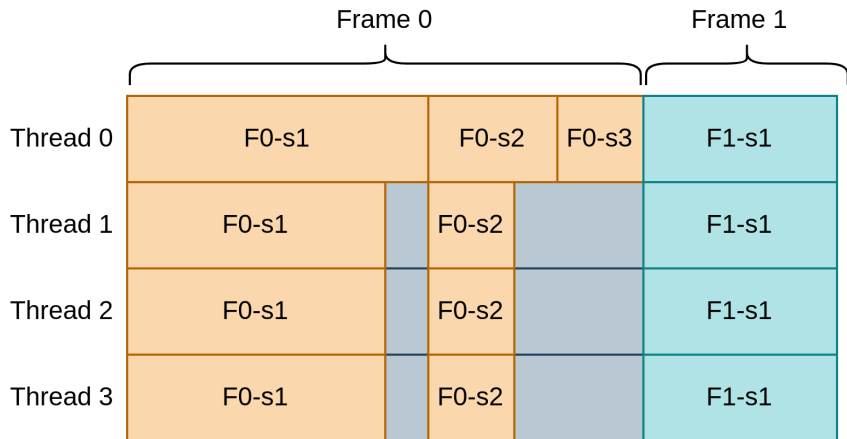 Frame 0 Frame 1
Thread 0 F0-s1 F0-s2 F0-s3 F1-s1
Thread 1 F0-s1 F0-s2 F1-s1
Thread 2 F0-s1 F0-s2 F1-s1
Thread 3 F0-s1 F0-s2 F1-s1